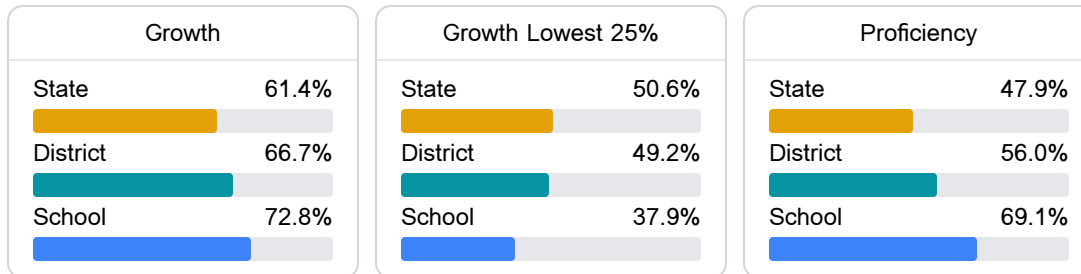 Growth
State 61.4%
District 66.7%
School 72.8%
Growth Lowest 25%
State 50.6%
District 49.2%
School 37.9%
Proficiency
State 47.9%
District 56.0%
School 69.1%